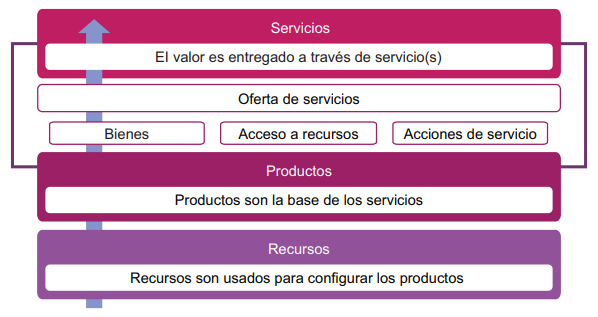 Servicios
El valor es entregado a través de servicio(s)
Oferta de servicios
Bienes
Acceso a recursos
Acciones de servicio
Productos
Productos son la base de los servicios
Recursos
Recursos son usados para configurar los productos